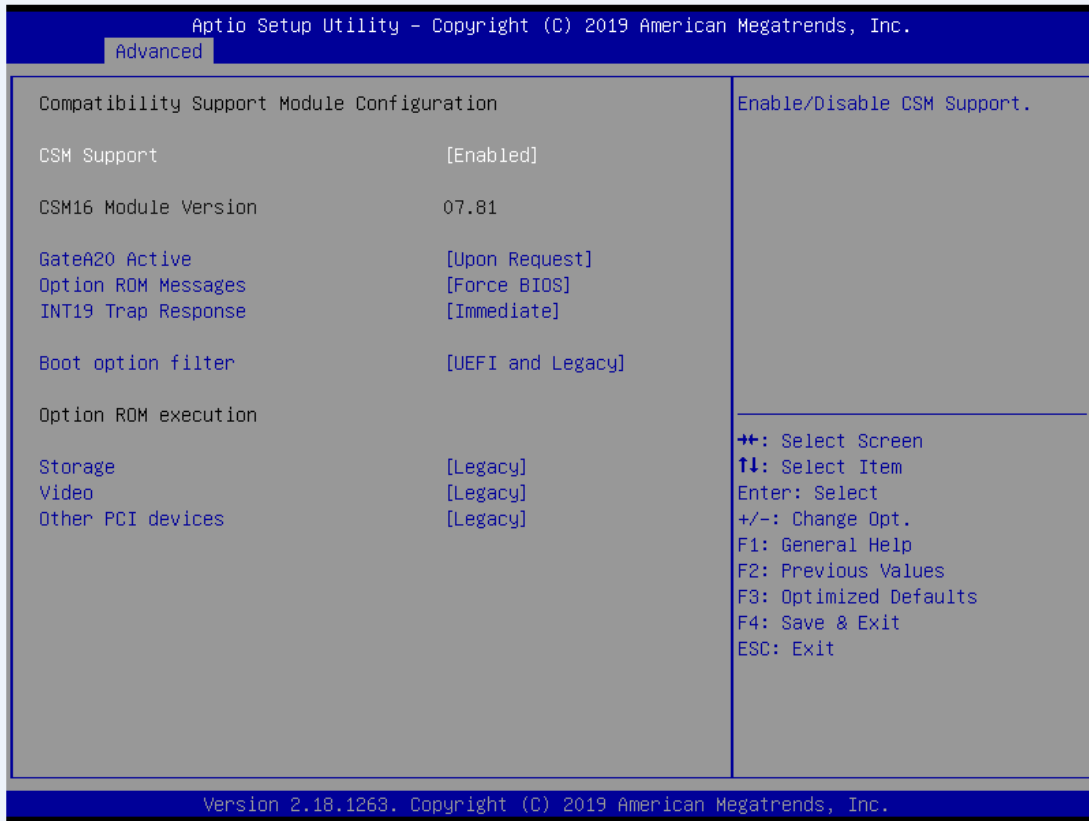 Aptio Setup Utility – Copyright (C) 2019 American Megatrends, Inc.
Advanced
Compatibility Support Module Configuration
CSM Support [Enabled]
CSM16 Module Version 07.81
GateA20 Active [Upon Request]
Option ROM Messages [Force BIOS]
INT19 Trap Response [Immediate]
Boot option filter [UEFI and Legacy]
Option ROM execution
Storage [Legacy]
Video [Legacy]
Other PCI devices [Legacy]
Enable/Disable CSM Support.
→←: Select Screen
↑↓: Select Item
Enter: Select
+/-: Change Opt.
F1: General Help
F2: Previous Values
F3: Optimized Defaults
F4: Save & Exit
ESC: Exit
Version 2.18.1263. Copyright (C) 2019 American Megatrends, Inc.